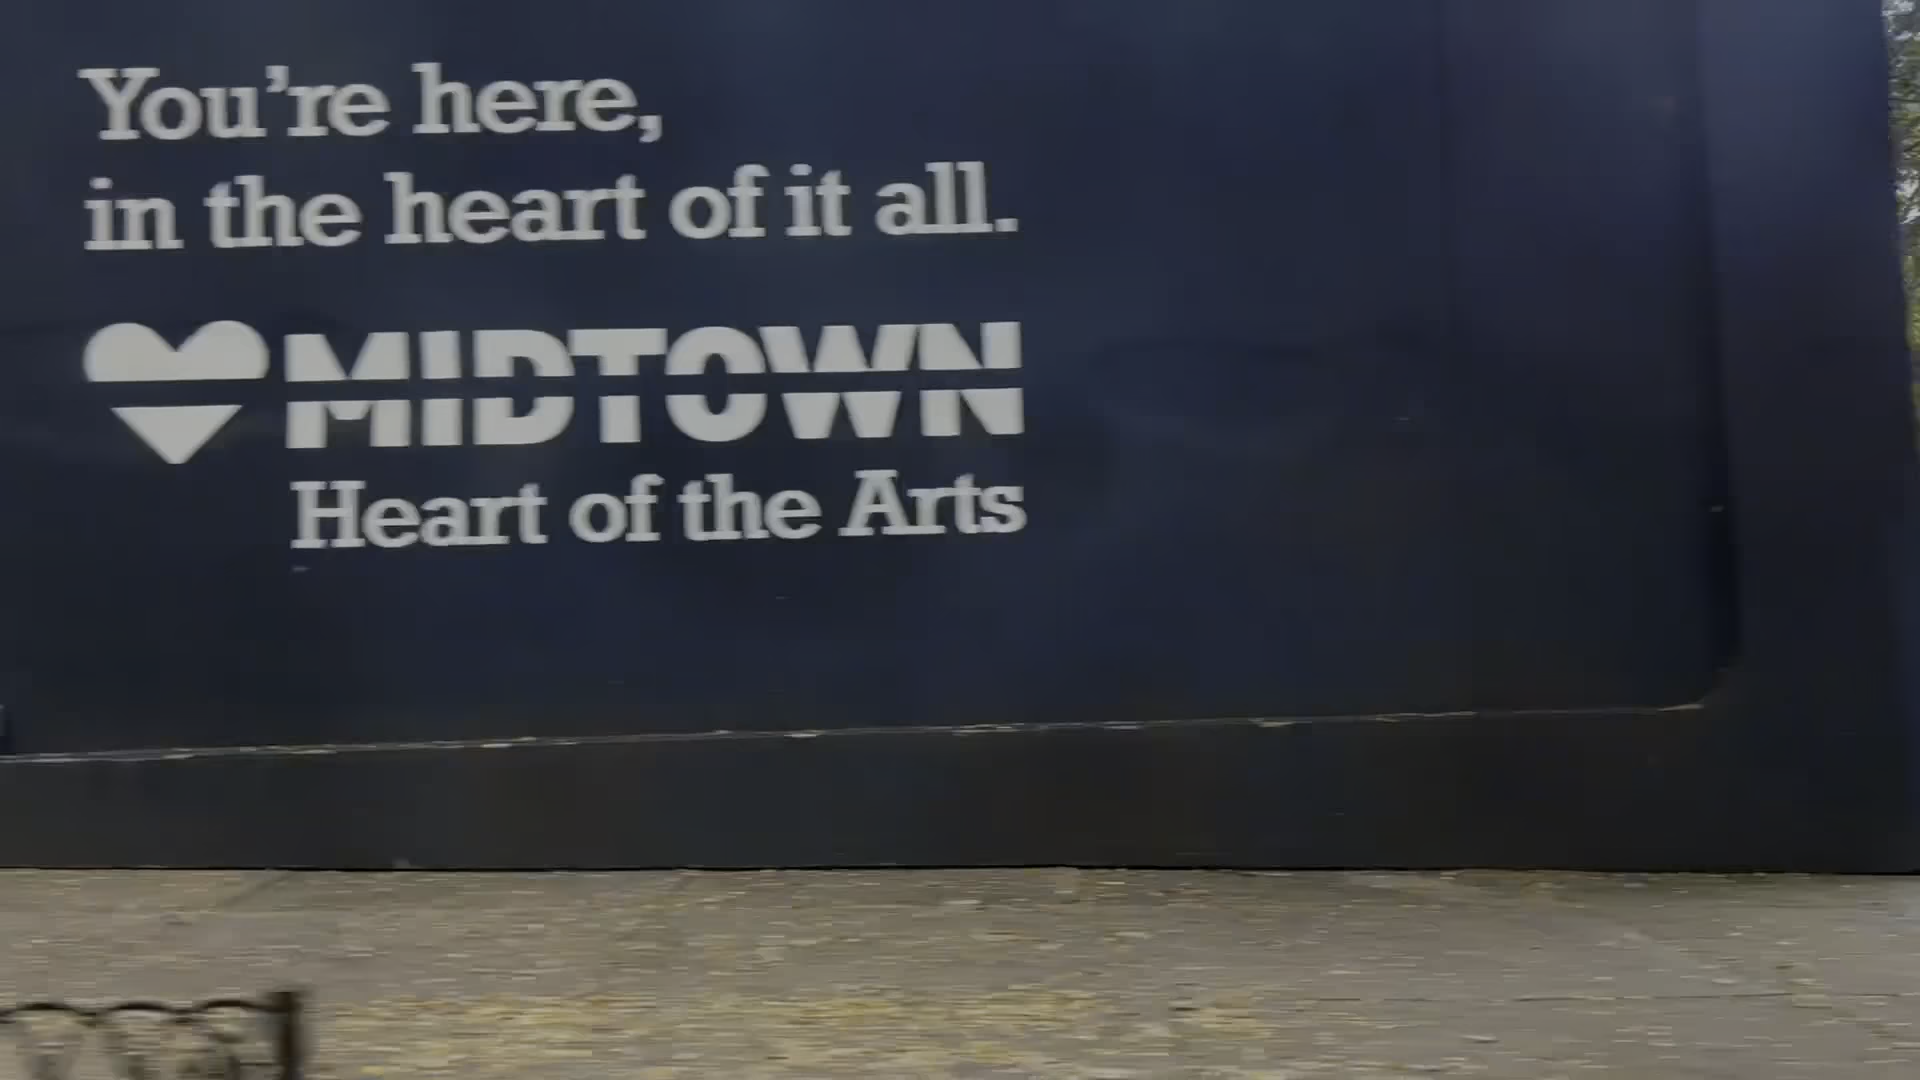 You're here,
in the heart of it all.
MIDTOWN
Heart of the Arts